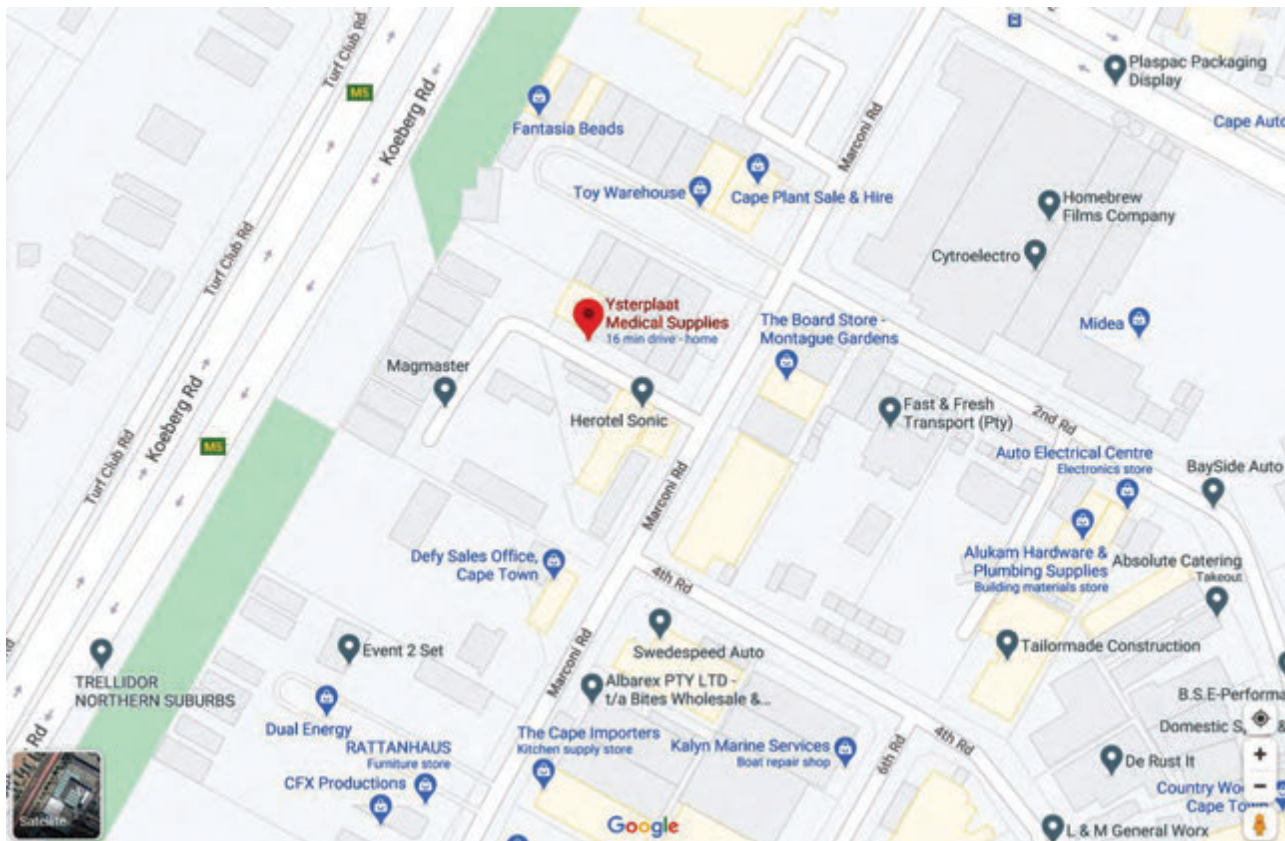 Turf Club Rd
M5
Koeberg Rd
Fantasia Beads
Marconi Rd
Plaspac Packaging
Display
Cape Auto
Toy Warehouse
Cape Plant Sale & Hire
Homebrew
Films Company
Turf Club Rd
Cytroelectro
Ysterplaat
Medical Supplies
16 min drive - home
The Board Store -
Montague Gardens
Midea
Magmaster
Koeberg Rd
Herotel Sonic
Fast & Fresh
Transport (Pty)
2nd Rd
Turf Club Rd
M5
Auto Electrical Centre
Electronics store
BaySide Auto
Marconi Rd
Defy Sales Office,
Cape Town
4th Rd
Alukam Hardware &
Plumbing Supplies
Building materials store
Absolute Catering
Takeout
Event 2 Set
Marconi Rd
Swedespeed Auto
Tailormade Construction
TRELLIDOR
NORTHERN SUBURBS
Albarex PTY LTD -
t/a Bites Wholesale &...
B.S.E-Performa
Dual Energy
The Cape Importers
Kitchen supply store
Kalyn Marine Services
Boat repair shop
6th Rd
4th Rd
Domestic S
&
Rd
RATTANHAUS
Furniture store
De Rust It
CFX Productions
Country Wo
Cape Town
Satellite
Google
L & M General Worx